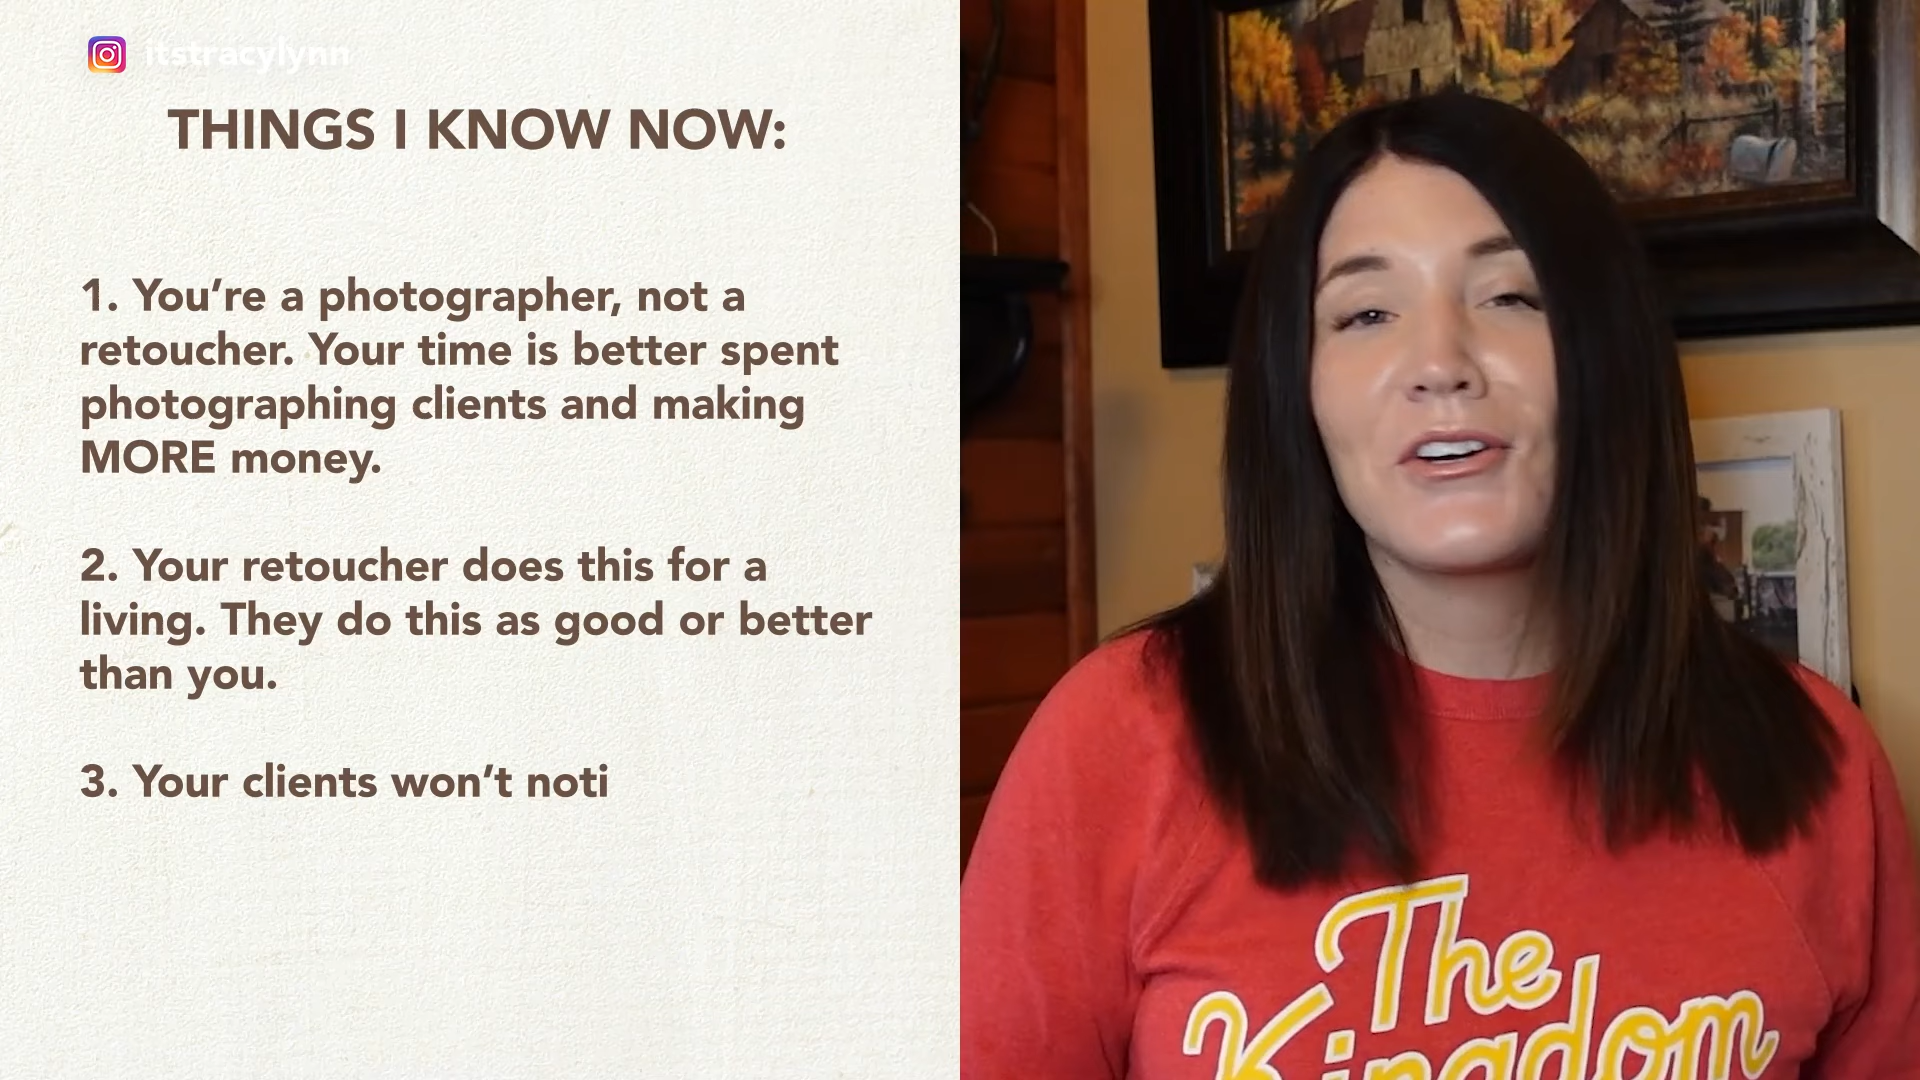 itstracylynn
THINGS I KNOW NOW:
1. You’re a photographer, not a
retoucher. Your time is better spent
photographing clients and making
MORE money.
2. Your retoucher does this for a
living. They do this as good or better
than you.
3. Your clients won’t noti
The
Kingdom